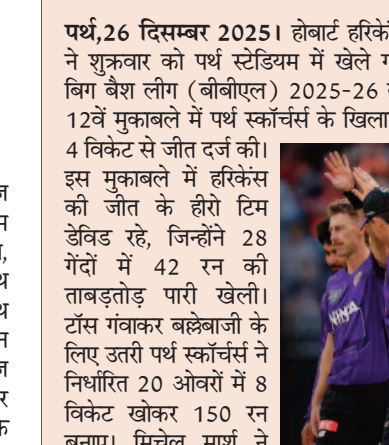 पर्थ,26 दिसम्बर 2025। होबार्ट
ने शुक्रवार को पर्थ स्टेडियम में खेले
बिग बैश लीग (बीबीएल) 2025-26
12वें मुकाबले में पर्थ स्कॉर्चर्स के
4 विकेट से जीत दर्ज की।
इस मुकाबले में हरिकेंस
की जीत के हीरो टिम
डेविड रहे, जिन्होंने 28
गेंदों में 42 रन की
ताबड़तोड़ पारी खेली।
टॉस गंवाकर बल्लेबाजी के
लिए उतरी पर्थ स्कॉर्चर्स ने
निर्धारित 20 ओवरों में 8
विकेट खोकर 150 रन
बनाए। मिचेल मार्श ने